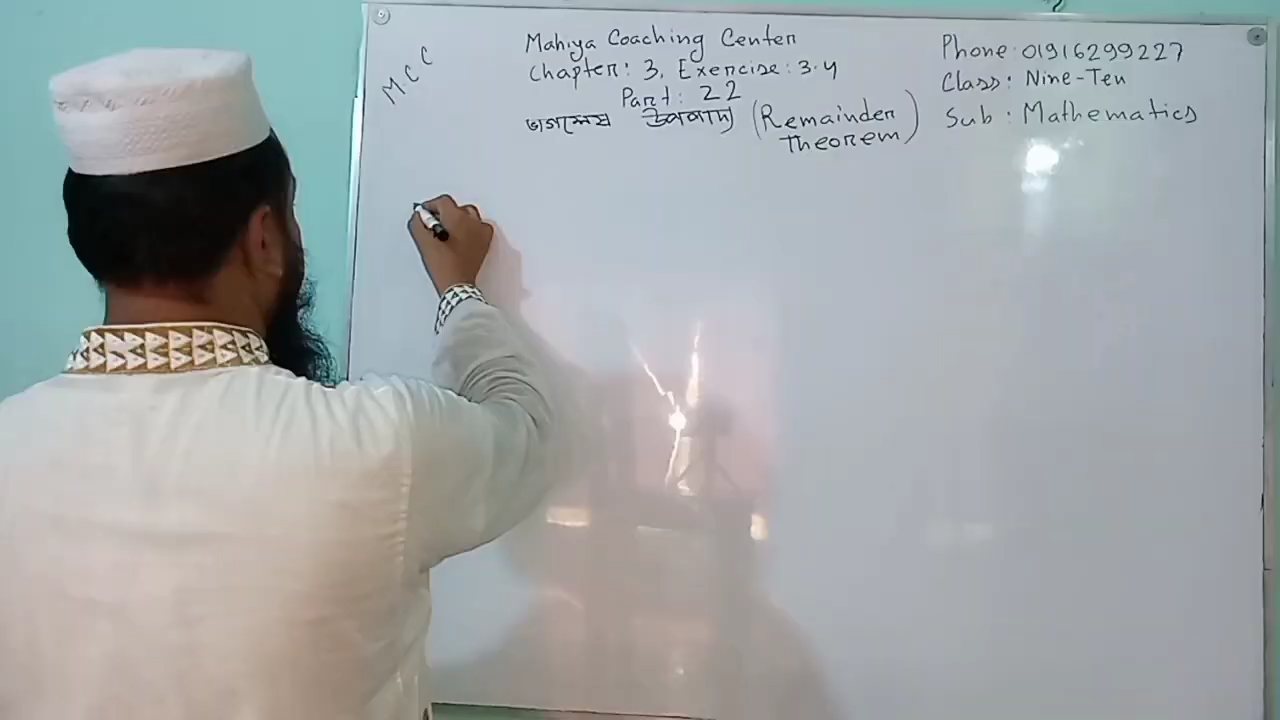 MCC
Mahiya Coaching Center
Chapter: 3, Exercise: 3.4
Part: 22
ভাগশেষ উপপাদ্য (Remainder Theorem)
Phone: 01916299227
Class: Nine-Ten
Sub: Mathematics